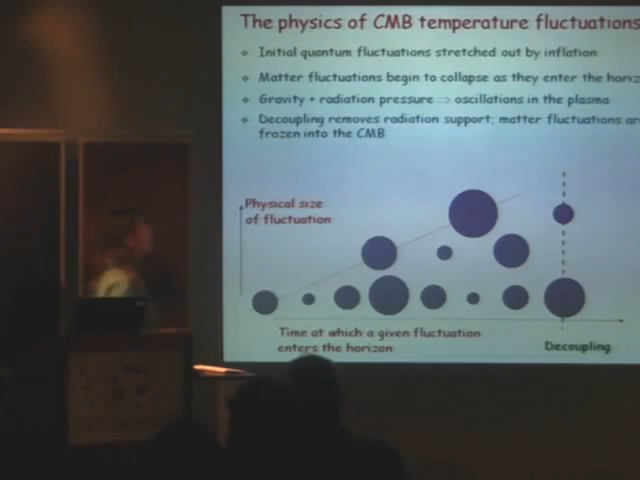 The physics of CMB temperature fluctuations
Initial quantum fluctuations stretched out by inflation
Matter fluctuations begin to collapse as they enter the horiz
Gravity + radiation pressure ⇒ oscillations in the plasma
Decoupling removes radiation support; matter fluctuations ar
frozen into the CMB
Physical size
of fluctuation
Time at which a given fluctuation
enters the horizon
Decoupling